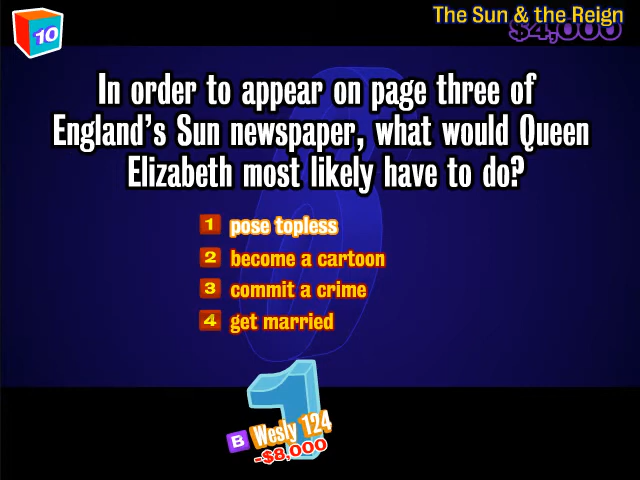 The Sun & the Reign
$4,000
10
In order to appear on page three of
England's Sun newspaper, what would Queen
Elizabeth most likely have to do?
1 pose topless
2 become a cartoon
3 commit a crime
4 get married
1
B Wesly 124
-$8,000